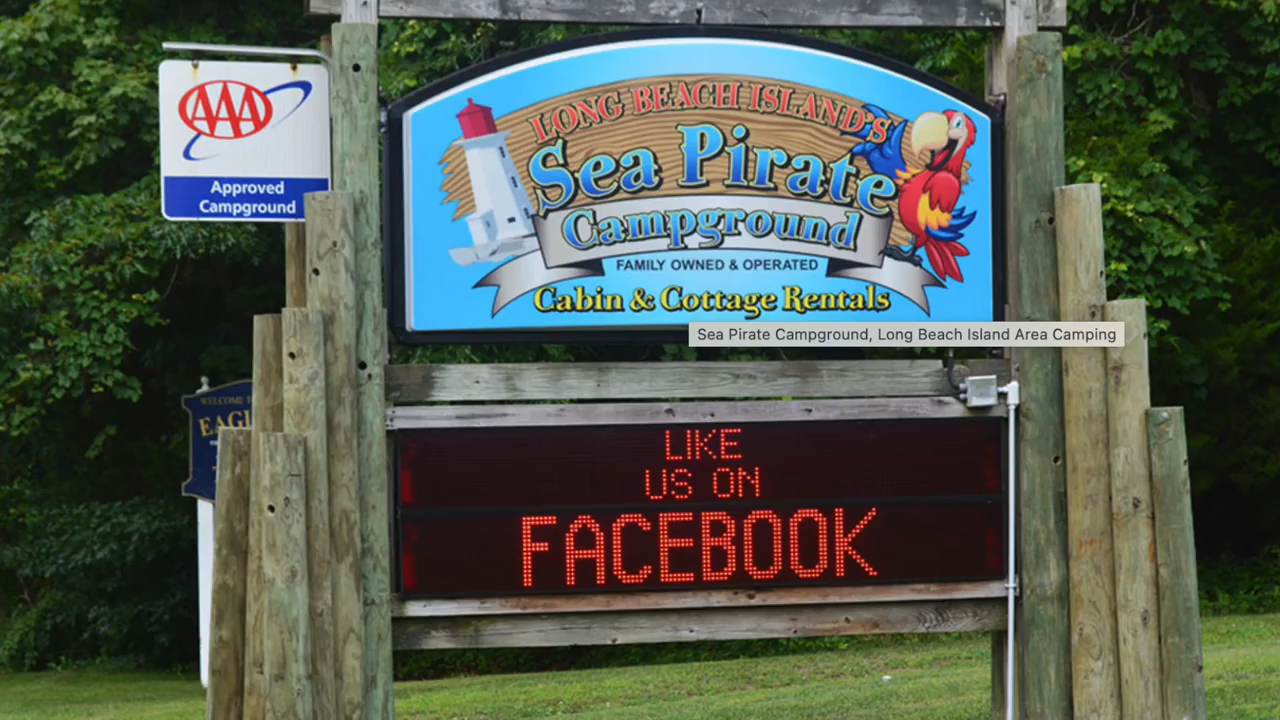 AAA
Approved
Campground
LONG BEACH ISLAND'S
Sea Pirate
Campground
FAMILY OWNED & OPERATED
Cabin & Cottage Rentals
Sea Pirate Campground, Long Beach Island Area Camping
WELCOME
LIKE
US ON
FACEBOOK